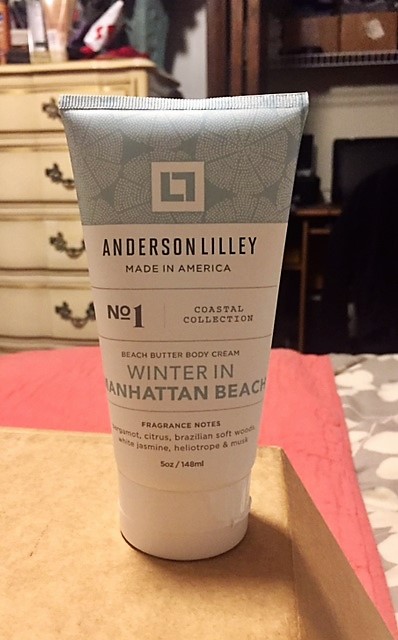 ANDERSON LILLEY
MADE IN AMERICA
No1
COASTAL
COLLECTION
BEACH BUTTER BODY CREAM
WINTER IN
MANHATTAN BEACH
FRAGRANCE NOTES
bergamot, citrus, brazilian soft woods,
white jasmine, heliotrope & musk
5oz / 148ml